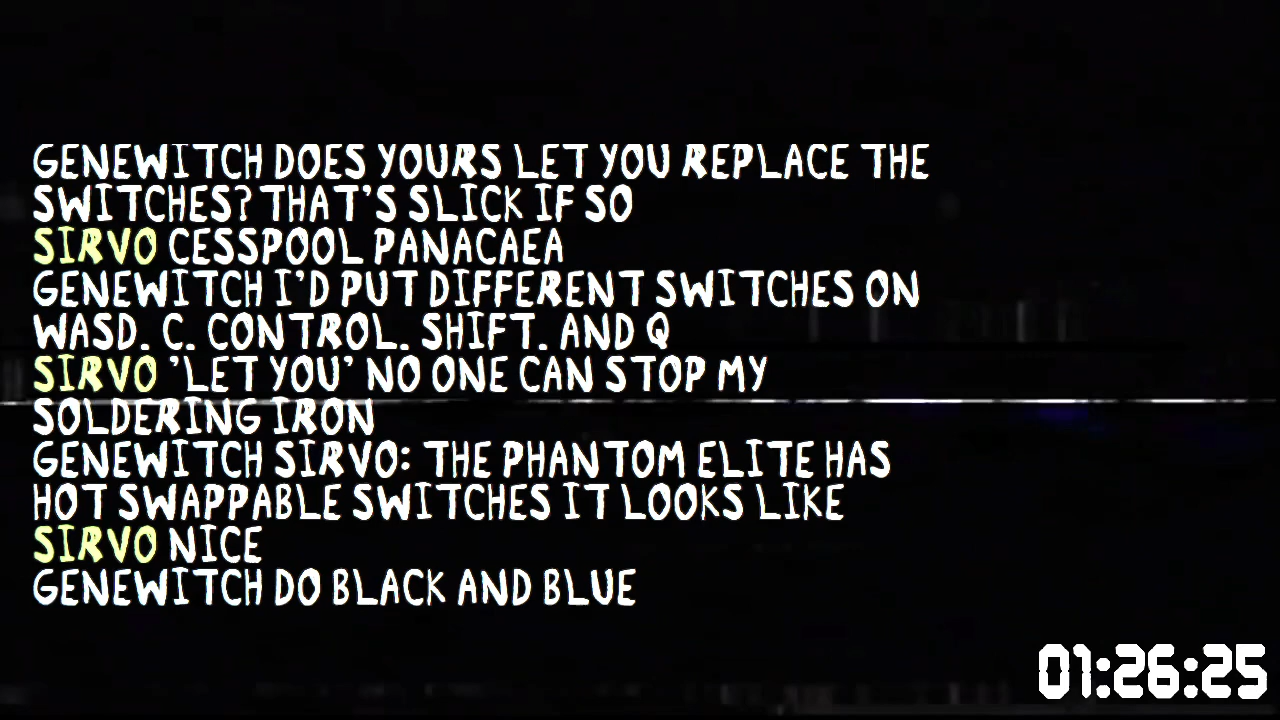 GENEWITCH DOES YOURS LET YOU REPLACE THE
SWITCHES? THAT'S SLICK IF SO
SIRVO CESSPOOL PANACAEA
GENEWITCH I'D PUT DIFFERENT SWITCHES ON
WASD. C. CONTROL. SHIFT. AND Q
SIRVO 'LET YOU' NO ONE CAN STOP MY
SOLDERING IRON
GENEWITCH SIRVO: THE PHANTOM ELITE HAS
HOT SWAPPABLE SWITCHES IT LOOKS LIKE
SIRVO NICE
GENEWITCH DO BLACK AND BLUE
01:26:25